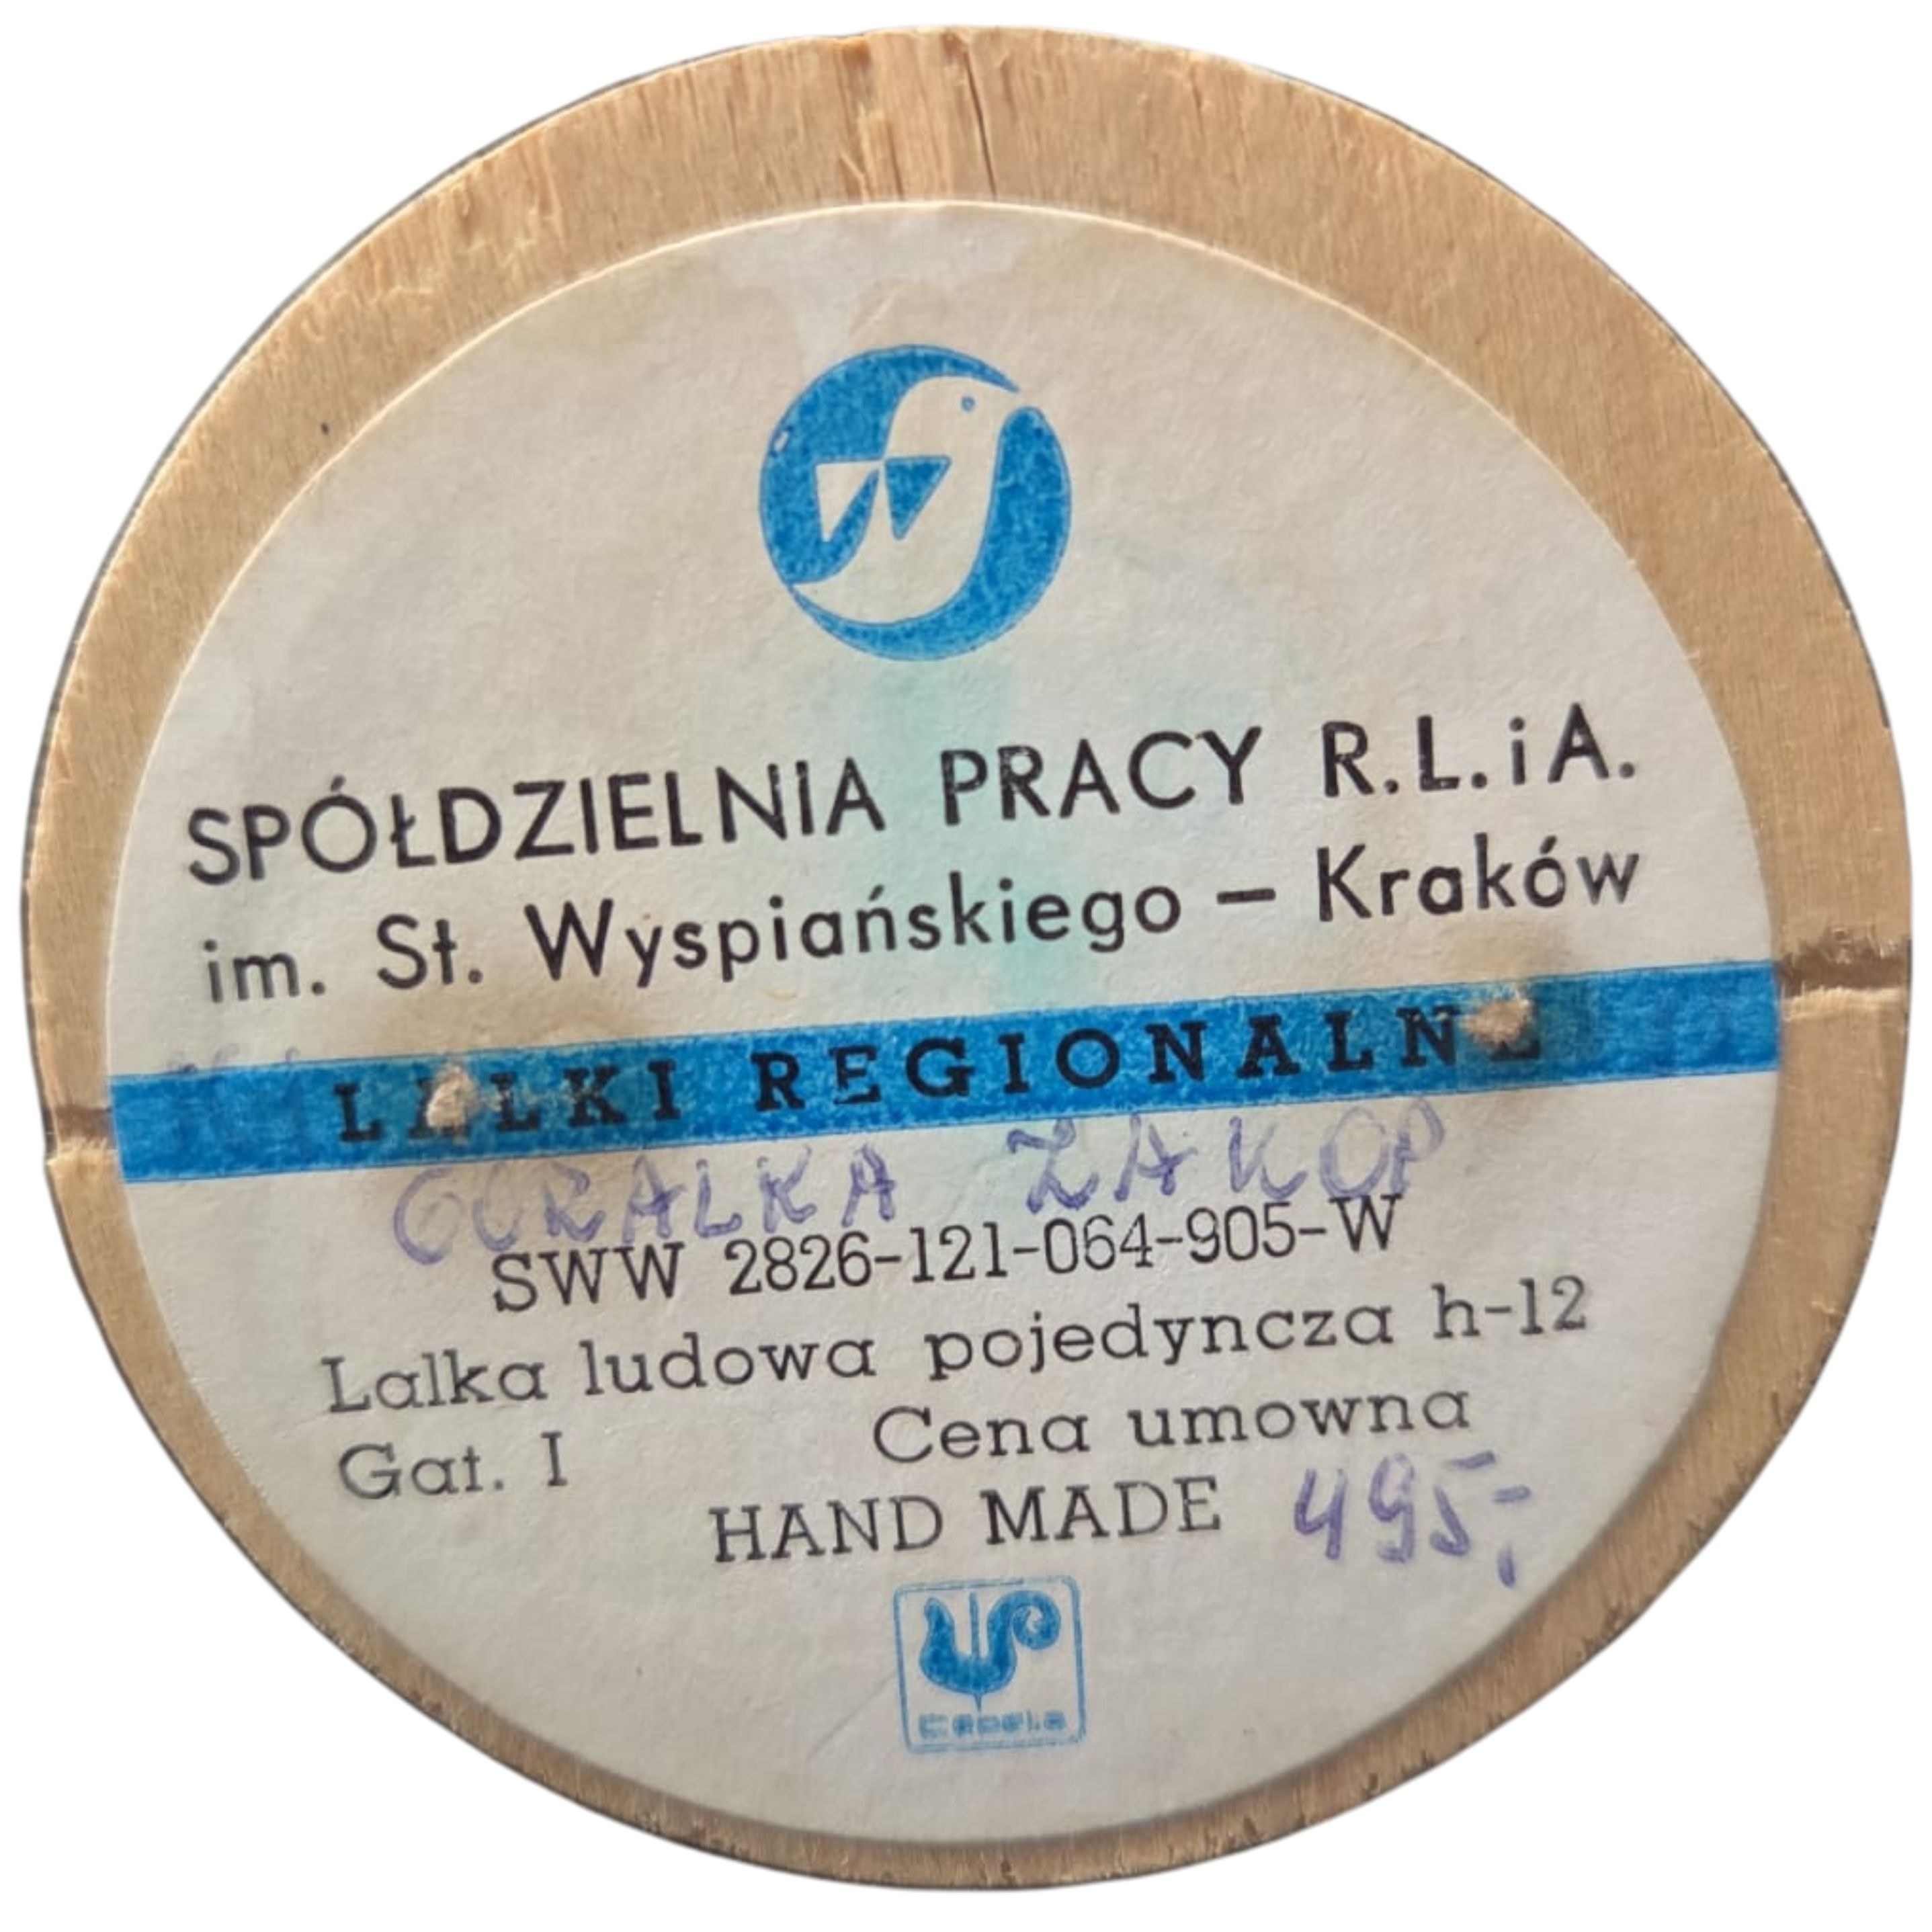 SPÓŁDZIELNIA PRACY R.L.iA.
im. St. Wyspiańskiego – Kraków
LALKI REGIONALNE
GÓRALKA ZAKOP
SWW 2826-121-064-905-W
Lalka ludowa pojedyncza h-12
Gat. I Cena umowna
HAND MADE 495,-
cepelia